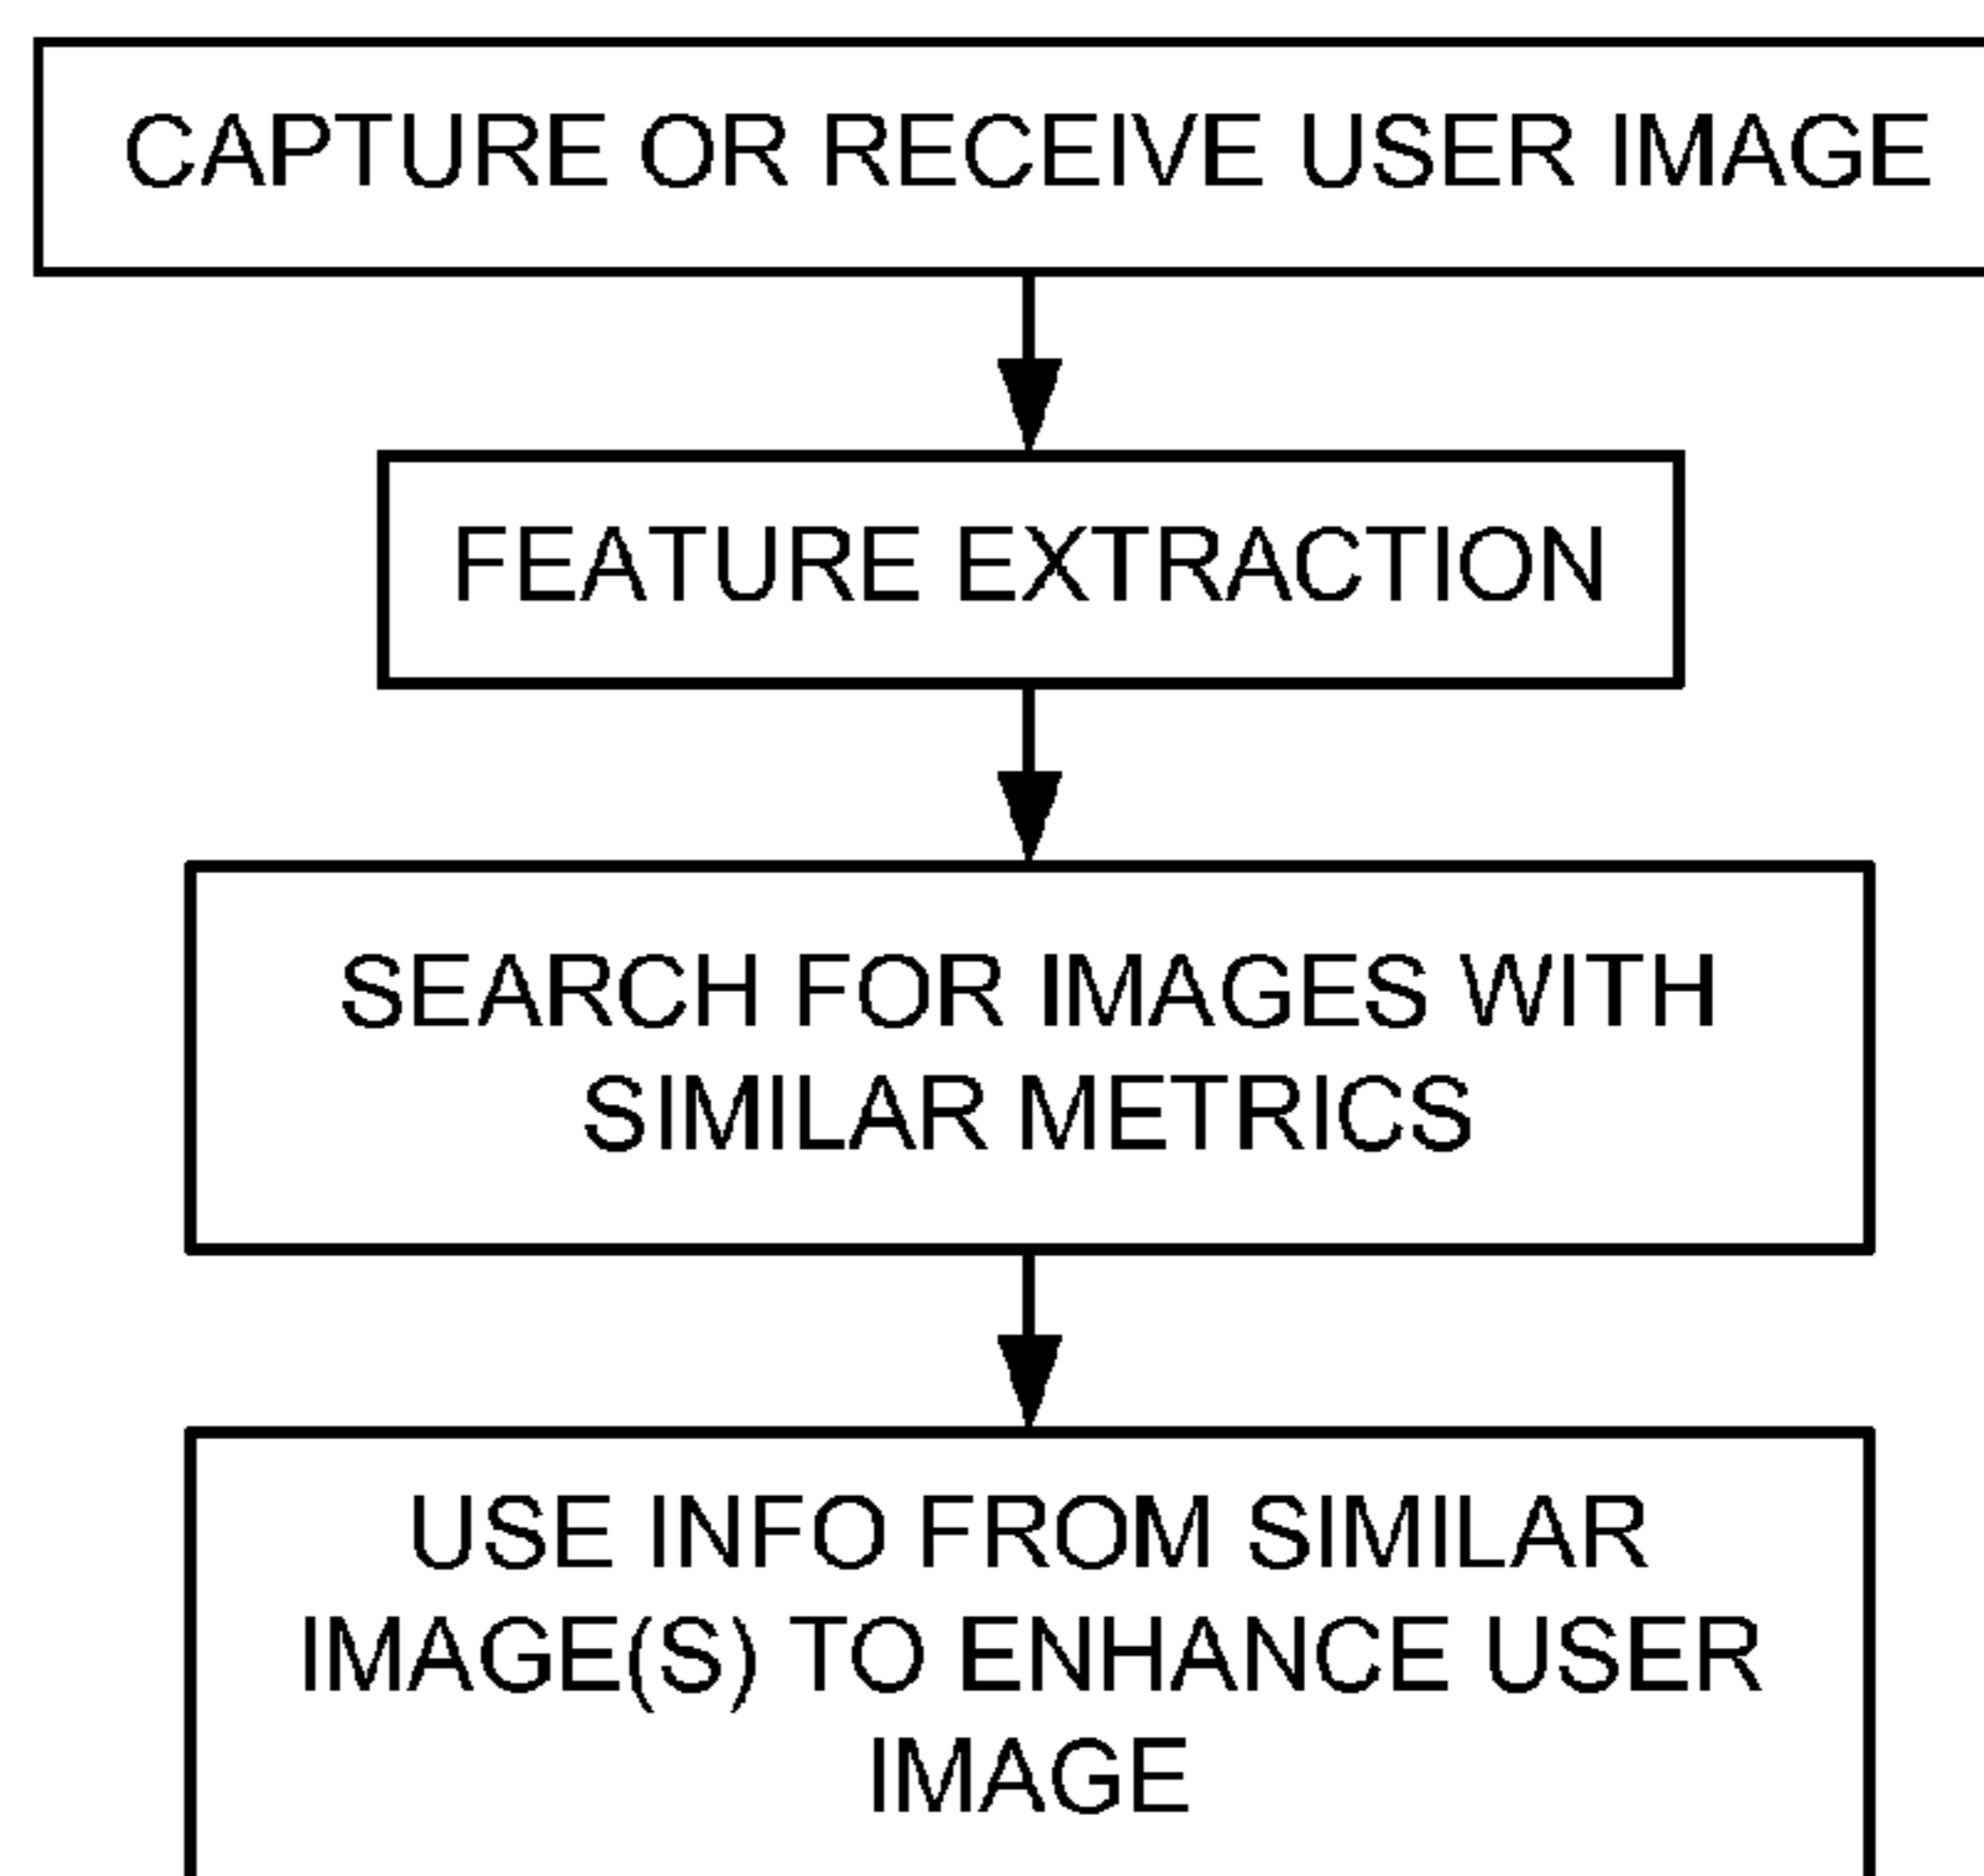 CAPTURE OR RECEIVE USER IMAGE
FEATURE EXTRACTION
SEARCH FOR IMAGES WITH
SIMILAR METRICS
USE INFO FROM SIMILAR
IMAGE(S) TO ENHANCE USER
IMAGE